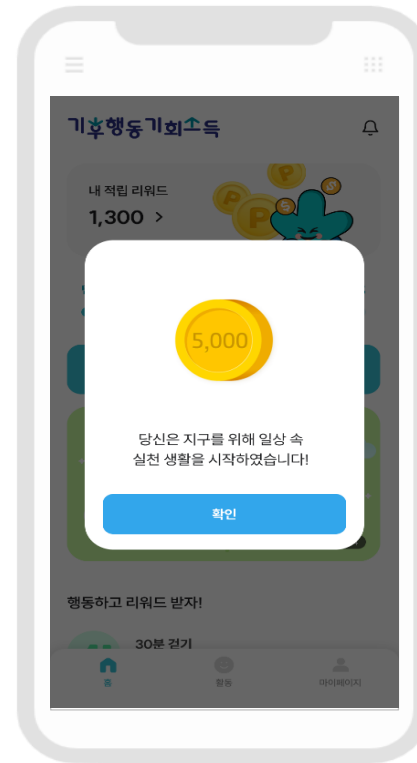 기후행동기회소득
내 적립 리워드
1,300 >
P
P
P
5,000
당신은 지구를 위해 일상 속
실천 생활을 시작하였습니다!
확인
행동하고 리워드 받자!
30분 걷기
홈
활동
마이페이지